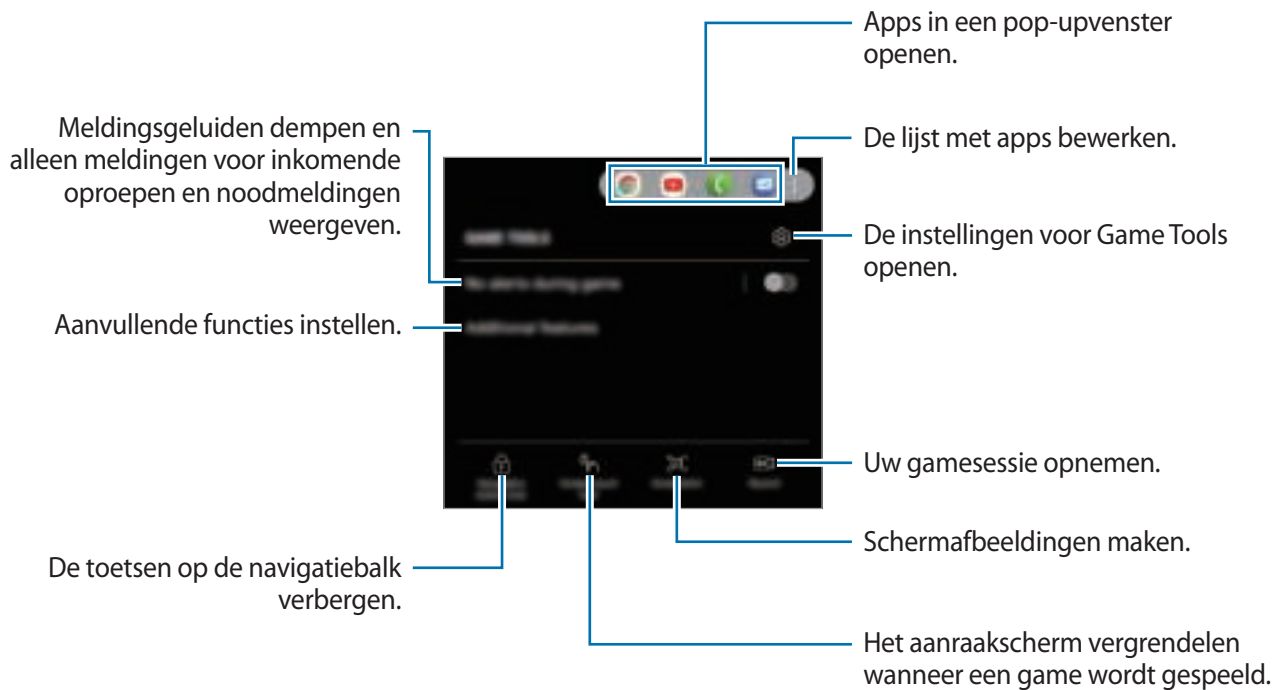 Apps in een pop-upvenster
openen.
Meldingsgeluiden dempen en
alleen meldingen voor inkomende
oproepen en noodmeldingen
weergeven.
De lijst met apps bewerken.
GAME TOOLS
De instellingen voor Game Tools
openen.
No alerts during game
Aanvullende functies instellen.
Additional features
Uw gamesessie opnemen.
Schermafbeeldingen maken.
De toetsen op de navigatiebalk
verbergen.
Het aanraakscherm vergrendelen
wanneer een game wordt gespeeld.